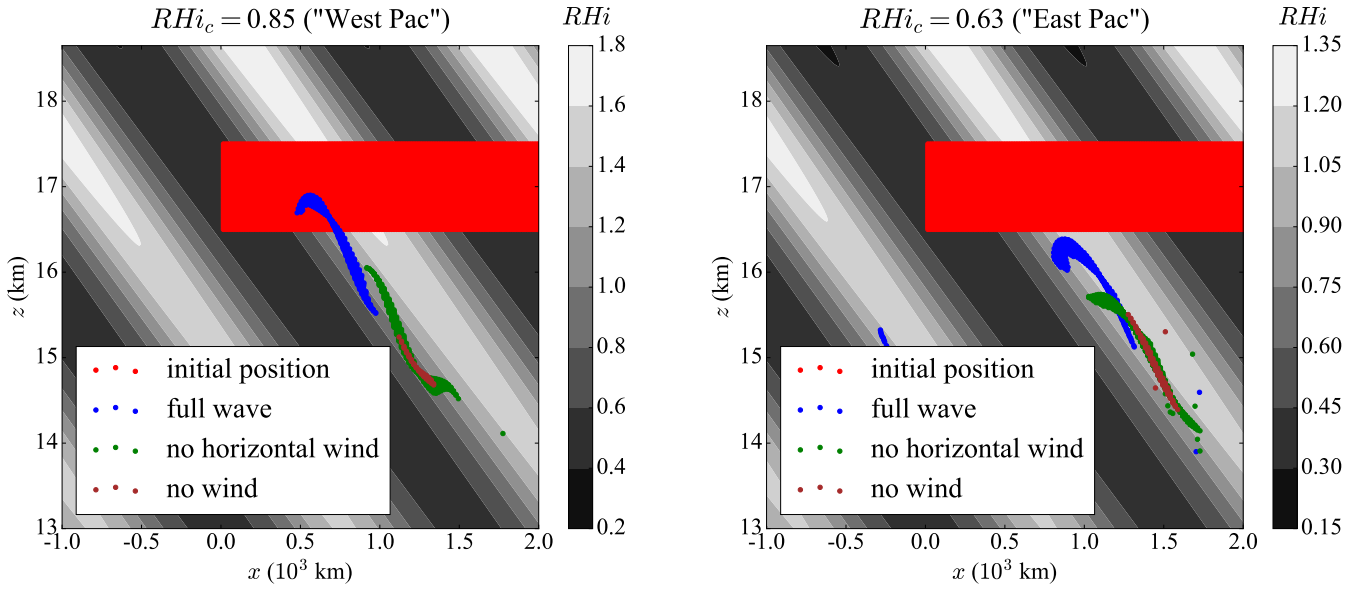 RHi_c = 0.85 ("West Pac")
RHi
18
17
16
15
14
13
z (km)
-1.0 -0.5 0.0 0.5 1.0 1.5 2.0
x (10^3 km)
initial position
full wave
no horizontal wind
no wind
1.8
1.6
1.4
1.2
1.0
0.8
0.6
0.4
0.2
RHi_c = 0.63 ("East Pac")
RHi
18
17
16
15
14
13
z (km)
-1.0 -0.5 0.0 0.5 1.0 1.5 2.0
x (10^3 km)
initial position
full wave
no horizontal wind
no wind
1.35
1.20
1.05
0.90
0.75
0.60
0.45
0.30
0.15